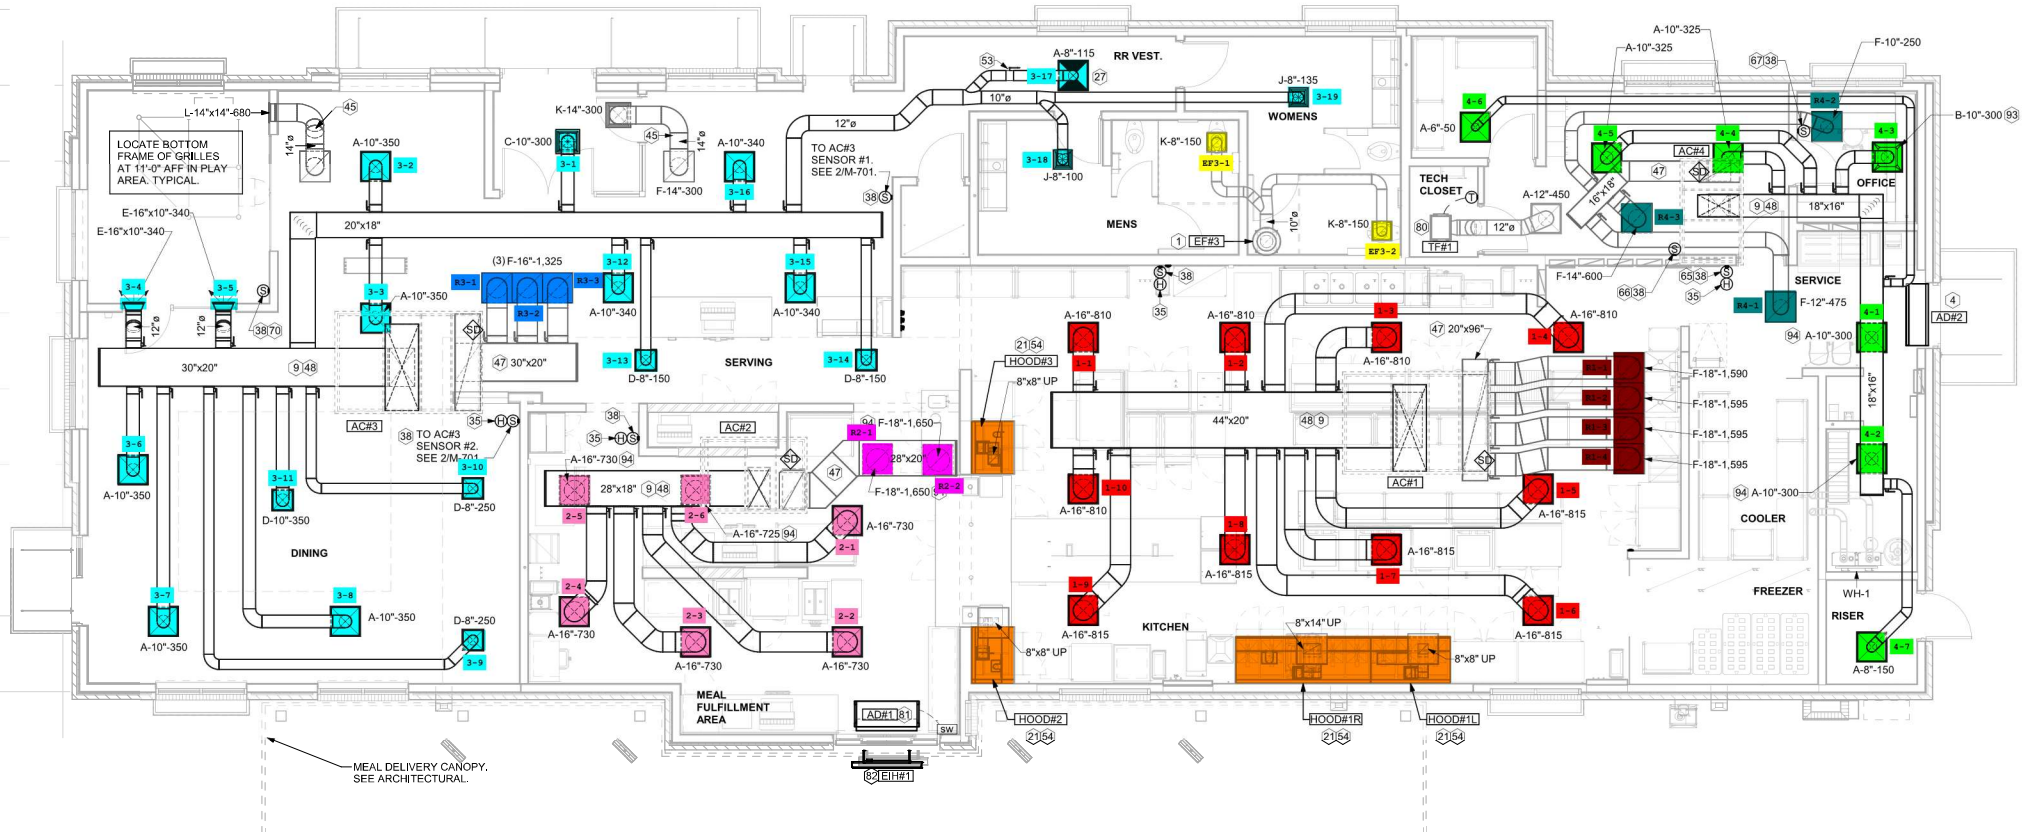 A-10"-325
A-10"-325
F-10"-250
A-8"-115
RR VEST.
53
3-17
27
67 38
J-8"-135
3-19
WOMENS
10"ø
L-14"x14"-680
45
K-14"-300
45
14"ø
14"ø
12"ø
LOCATE BOTTOM
FRAME OF GRILLES
AT 11'-0" AFF IN PLAY
AREA. TYPICAL.
A-10"-350
3-2
C-10"-300
3-1
A-10"-340
3-16
F-14"-300
TO AC#3
SENSOR #1.
SEE 2/M-701.
38 S
3-18
J-8"-100
K-8"-150
EF3-1
4-6
A-6"-50
R4-2
S
4-5
4-4
4-3
B-10"-300 93
AC#4
47
SD
OFFICE
TECH
CLOSET
T
A-12"-450
80
TF#1
12"ø
16"x18"
R4-3
9 48
18"x16"
E-16"x10"-340
E-16"x10"-340
20"x18"
MENS
10"ø
1 EF#3
K-8"-150
EF3-2
F-14"-600
S
66 38
65 38
S
H
35
SERVICE
R4-1
F-12"-475
(3) F-16"-1,325
3-12
3-15
R3-1
R3-3
R3-2
3-3
A-10"-350
A-10"-340
A-10"-340
3-4
3-5
S
38 70
12"ø
12"ø
S
38
H
35
4
AD#2
4-1
94 A-10"-300
A-16"-810
A-16"-810
1-3
A-16"-810
1-4
47 20"x96"
A-16"-810
1-1
1-2
SD
47 30"x20"
3-13
D-8"-150
SERVING
3-14
D-8"-150
21 54
HOOD#3
8"x8" UP
30"x20"
9 48
AC#3
F-18"-1,590
R1-2
F-18"-1,595
F-18"-1,595
R1-4
F-18"-1,595
18"x16"
44"x20"
48 9
SD
AC#1
35 H S
38 TO AC#3
SENSOR #2.
SEE 2/M-701
3-10
38
35 H S
AC#2
94 F-18"-1,650
R2-1
28"x20"
R2-2
F-18"-1,650
47
SD
3-6
A-10"-350
3-11
D-10"-350
D-8"-250
A-16"-730 94
28"x18"
9 48
2-5
2-6
A-16"-725 94
A-16"-730
2-1
1-10
A-16"-810
1-5
A-16"-815
4-2
94 A-10"-300
COOLER
DINING
1-8
A-16"-815
A-16"-815
1-7
2-4
A-16"-730
2-3
A-16"-730
2-2
A-16"-730
3-7
A-10"-350
3-8
A-10"-350
D-8"-250
3-9
1-9
A-16"-815
KITCHEN
1-6
A-16"-815
FREEZER
WH-1
RISER
4-7
A-8"-150
8"x8" UP
8"x14" UP
8"x8" UP
MEAL
FULFILLMENT
AREA
AD#1 81
SW
HOOD#2
21 54
HOOD#1R
21 54
HOOD#1L
21 54
MEAL DELIVERY CANOPY.
SEE ARCHITECTURAL.
82 EIH#1